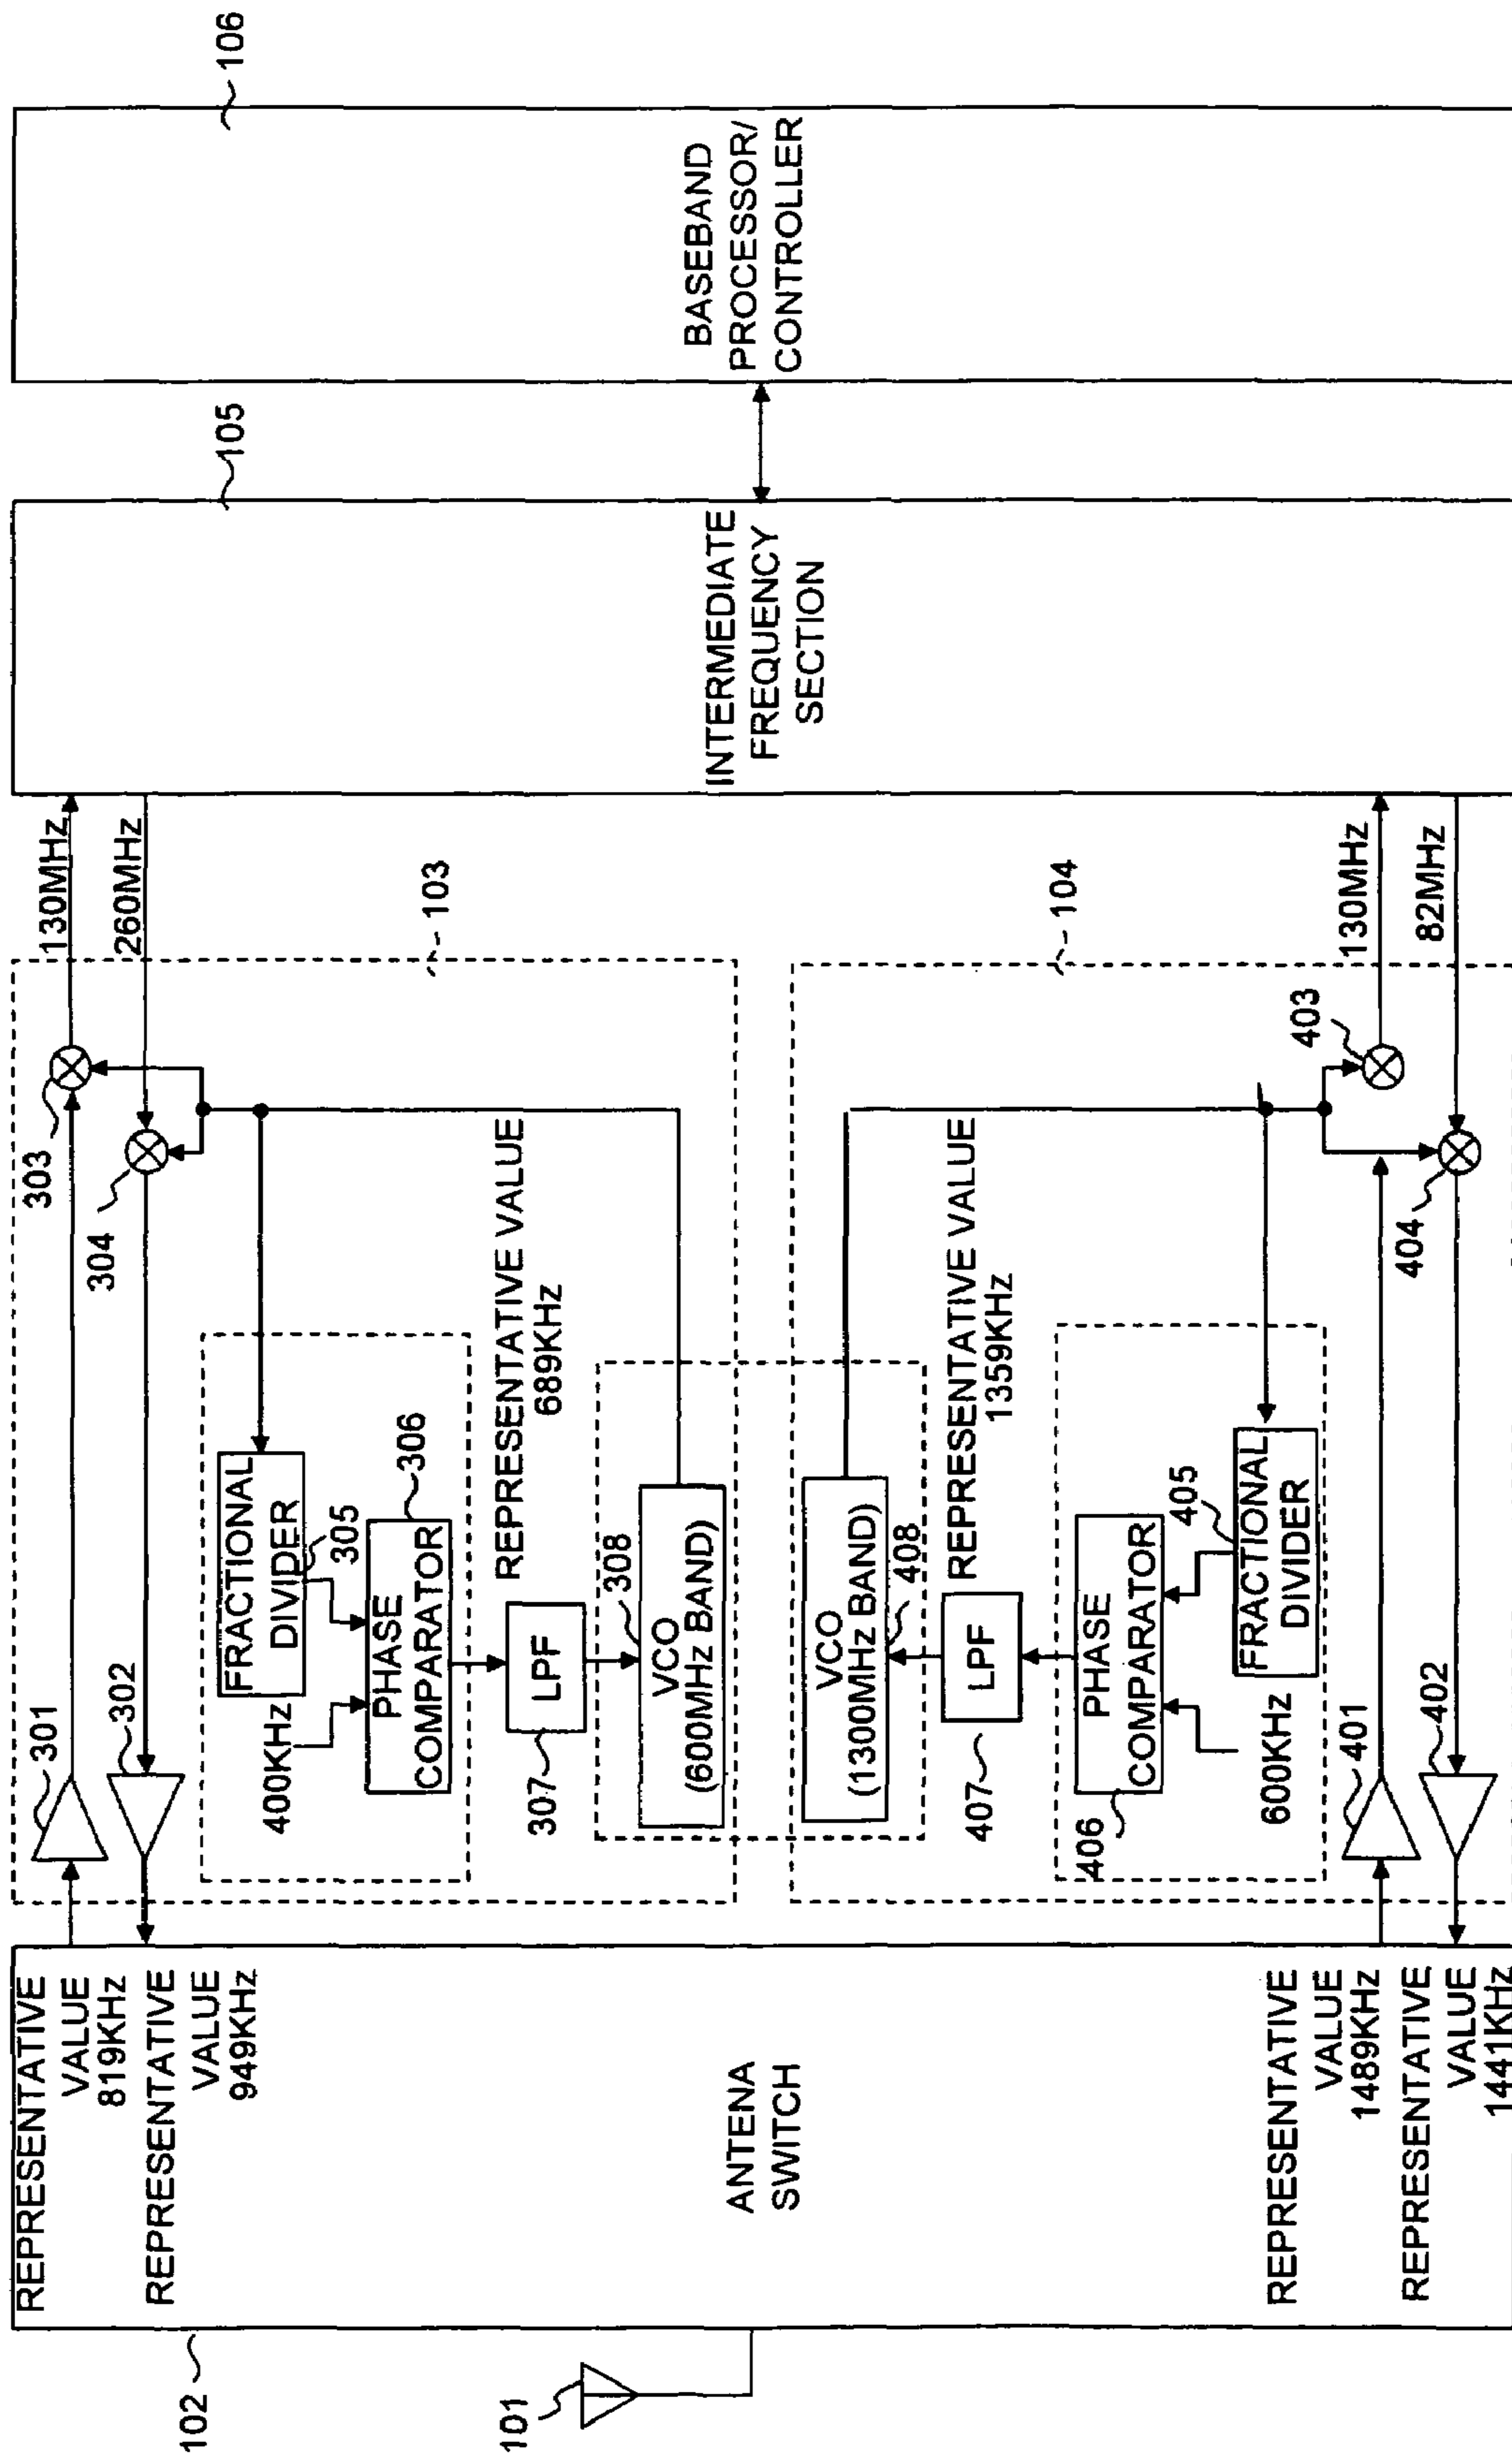 106
BASEBAND
PROCESSOR/
CONTROLLER
105
INTERMEDIATE
FREQUENCY
SECTION
130MHz
260MHz
103
104
130MHz
82MHz
303
304
403
404
REPRESENTATIVE VALUE
689KHz
REPRESENTATIVE VALUE
1359KHz
FRACTIONAL
DIVIDER
305
400KHz
306
PHASE
COMPARATOR
LPF
307
308
VCO
(600MHz BAND)
VCO
(1300MHz BAND)
408
LPF
407
PHASE
COMPARATOR
406
405
FRACTIONAL
DIVIDER
600KHz
301
302
401
402
REPRESENTATIVE
VALUE
819KHz
REPRESENTATIVE
VALUE
949KHz
ANTENA
SWITCH
REPRESENTATIVE
VALUE
1489KHz
REPRESENTATIVE
VALUE
1441KHz
102
101